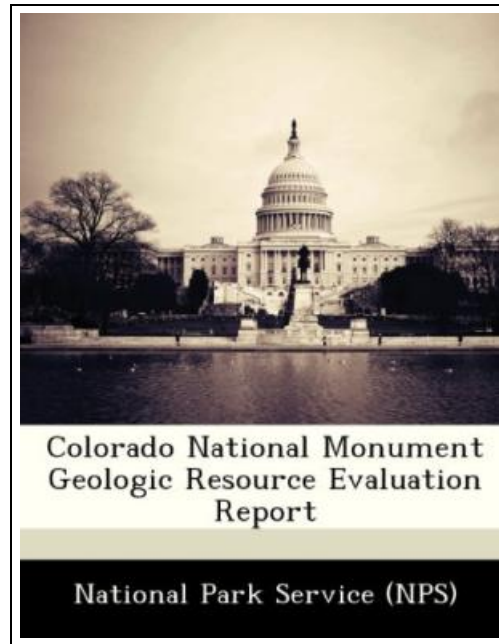 Colorado National Monument
Geologic Resource Evaluation
Report
National Park Service (NPS)